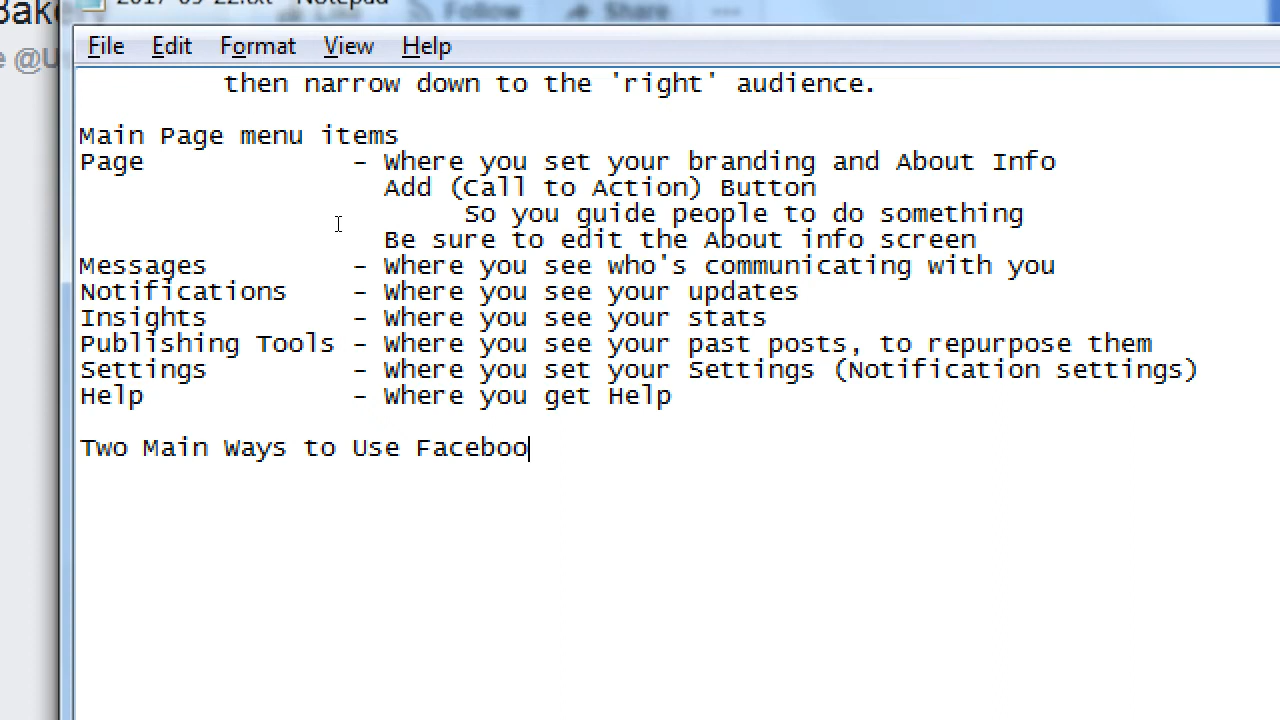 Follow Share
File Edit Format View Help
then narrow down to the 'right' audience.
Main Page menu items
Page - Where you set your branding and About Info
Add (Call to Action) Button
So you guide people to do something
Be sure to edit the About info screen
Messages - Where you see who's communicating with you
Notifications - Where you see your updates
Insights - Where you see your stats
Publishing Tools - Where you see your past posts, to repurpose them
Settings - Where you set your Settings (Notification settings)
Help - Where you get Help
Two Main Ways to Use Faceboo